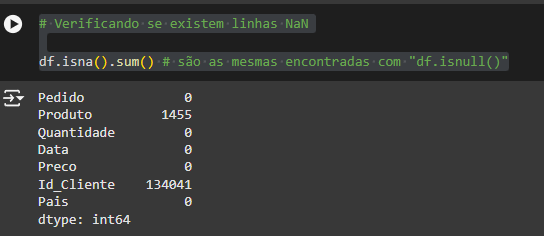 # Verificando se existem linhas NaN
df.isna().sum() # são as mesmas encontradas com "df.isnull()"
Pedido 0
Produto 1455
Quantidade 0
Data 0
Preco 0
Id_Cliente 134041
Pais 0
dtype: int64